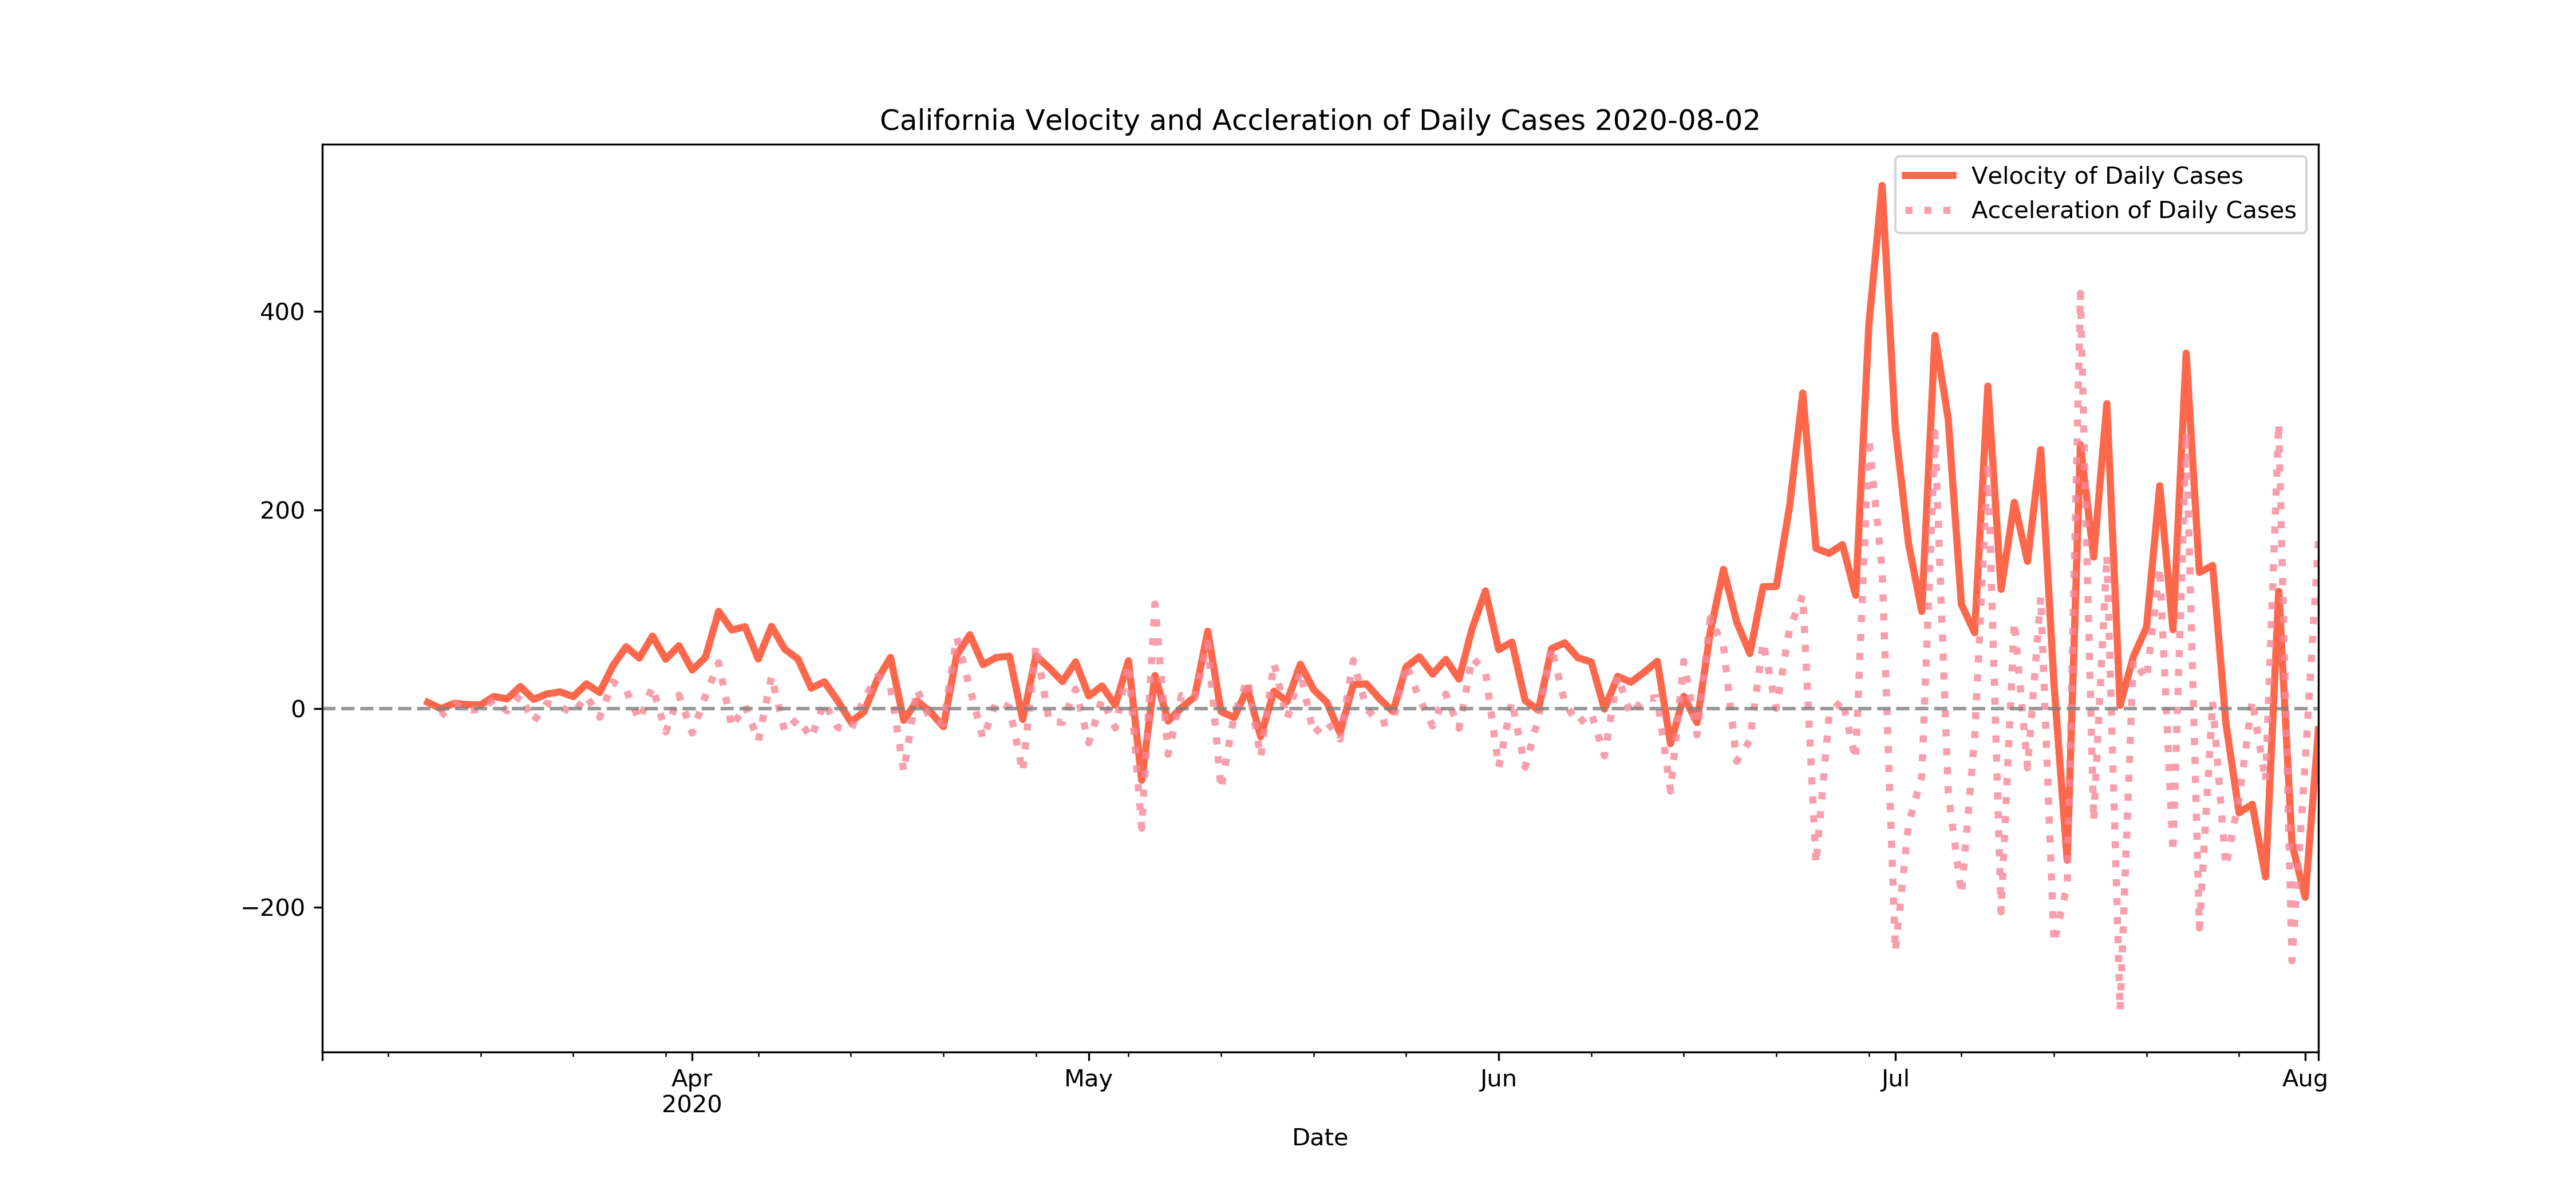 California Velocity and Accleration of Daily Cases 2020-08-02
Velocity of Daily Cases
Acceleration of Daily Cases
400
200
0
−200
Apr
2020
May
Jun
Jul
Aug
Date